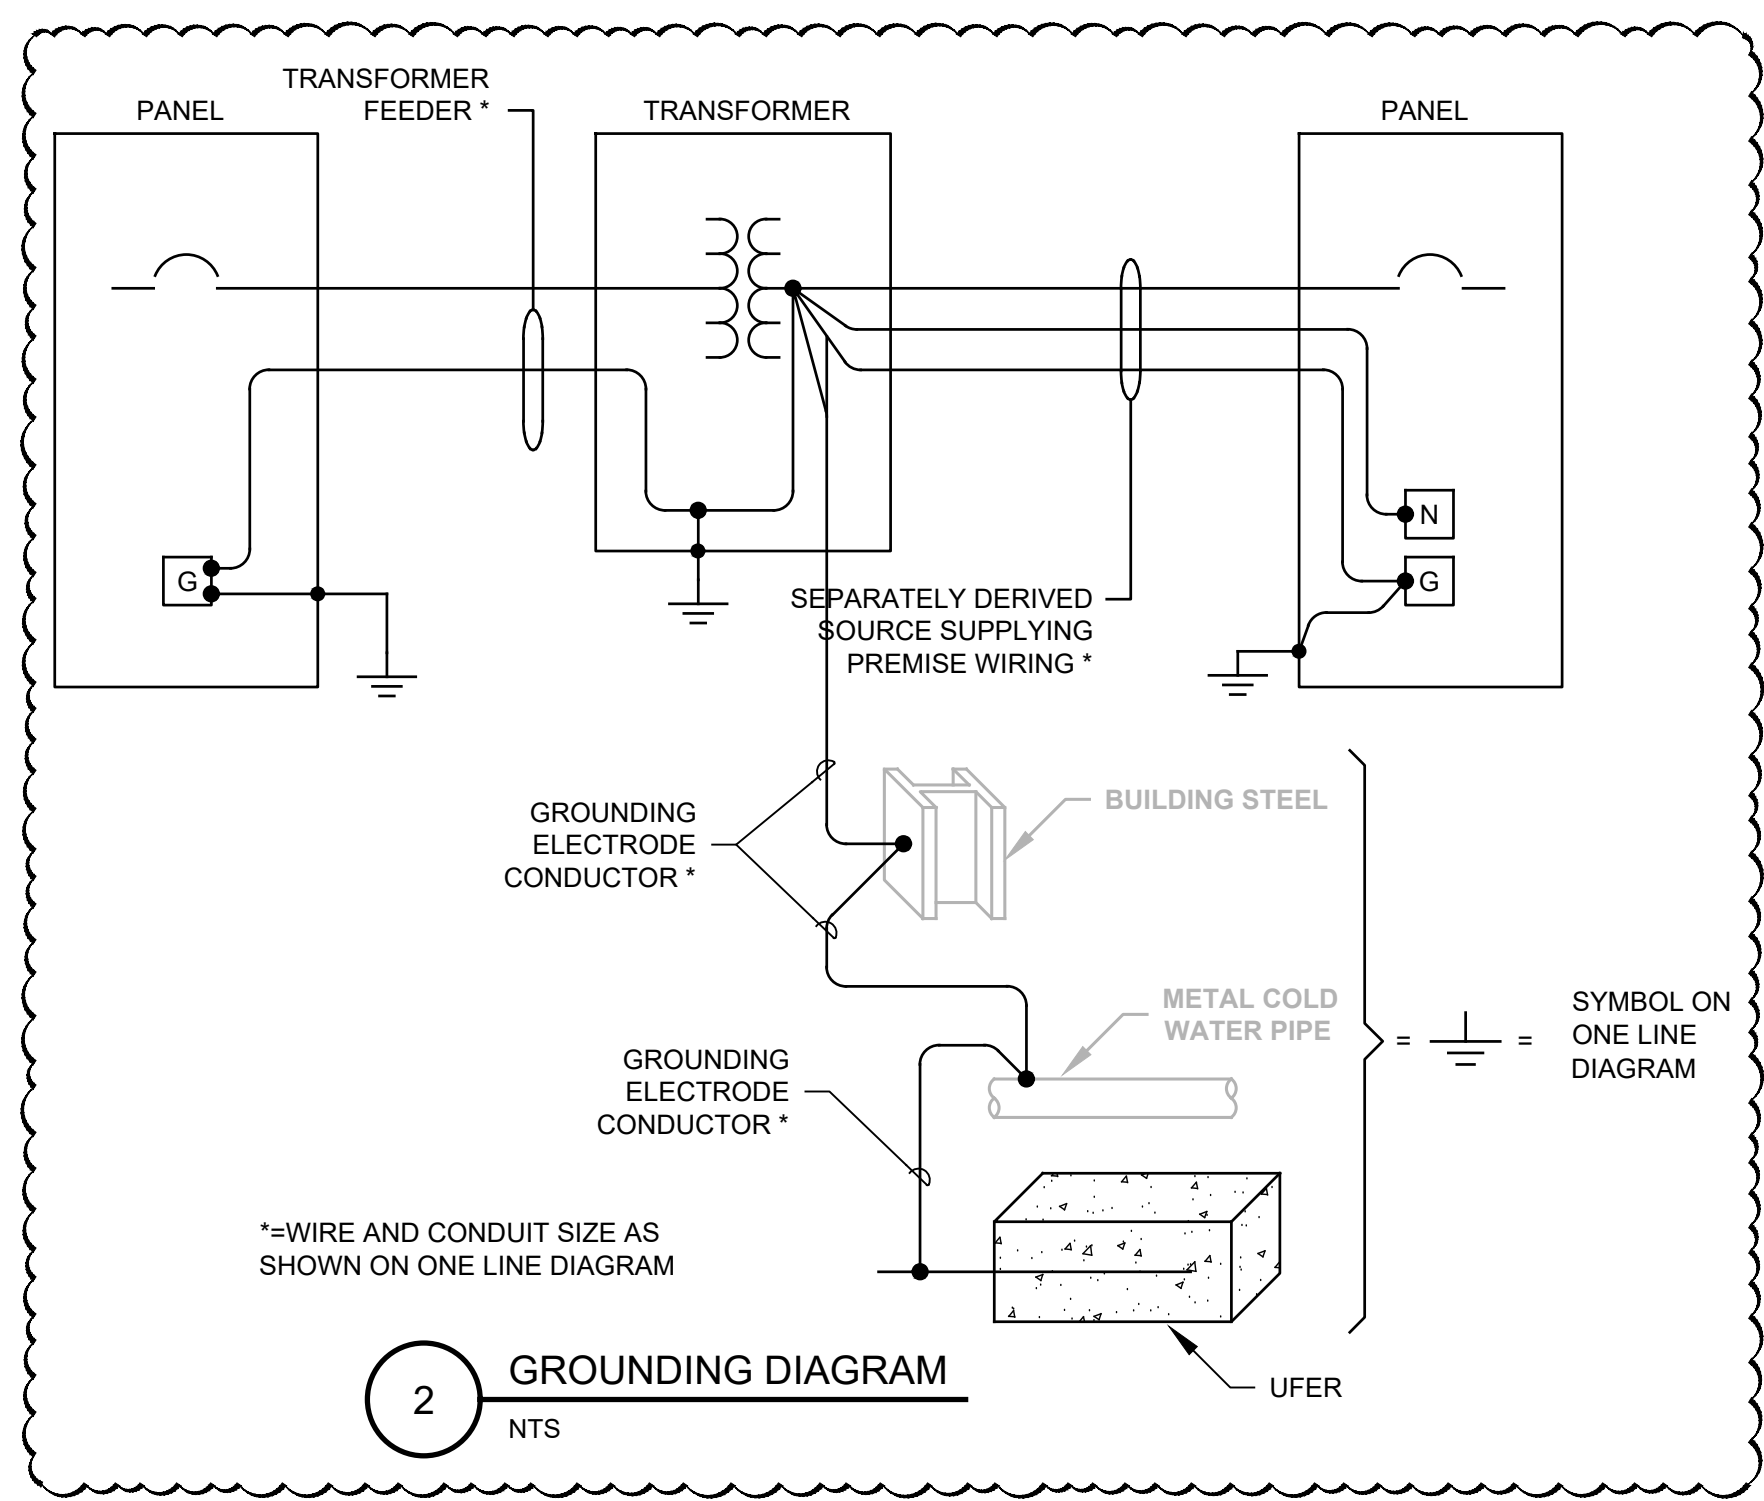 TRANSFORMER
FEEDER *
PANEL
TRANSFORMER
PANEL
N
G
G
SEPARATELY DERIVED
SOURCE SUPPLYING
PREMISE WIRING *
BUILDING STEEL
GROUNDING
ELECTRODE
CONDUCTOR *
METAL COLD
WATER PIPE
= =
SYMBOL ON
ONE LINE
DIAGRAM
GROUNDING
ELECTRODE
CONDUCTOR *
*=WIRE AND CONDUIT SIZE AS
SHOWN ON ONE LINE DIAGRAM
UFER
2
GROUNDING DIAGRAM
NTS